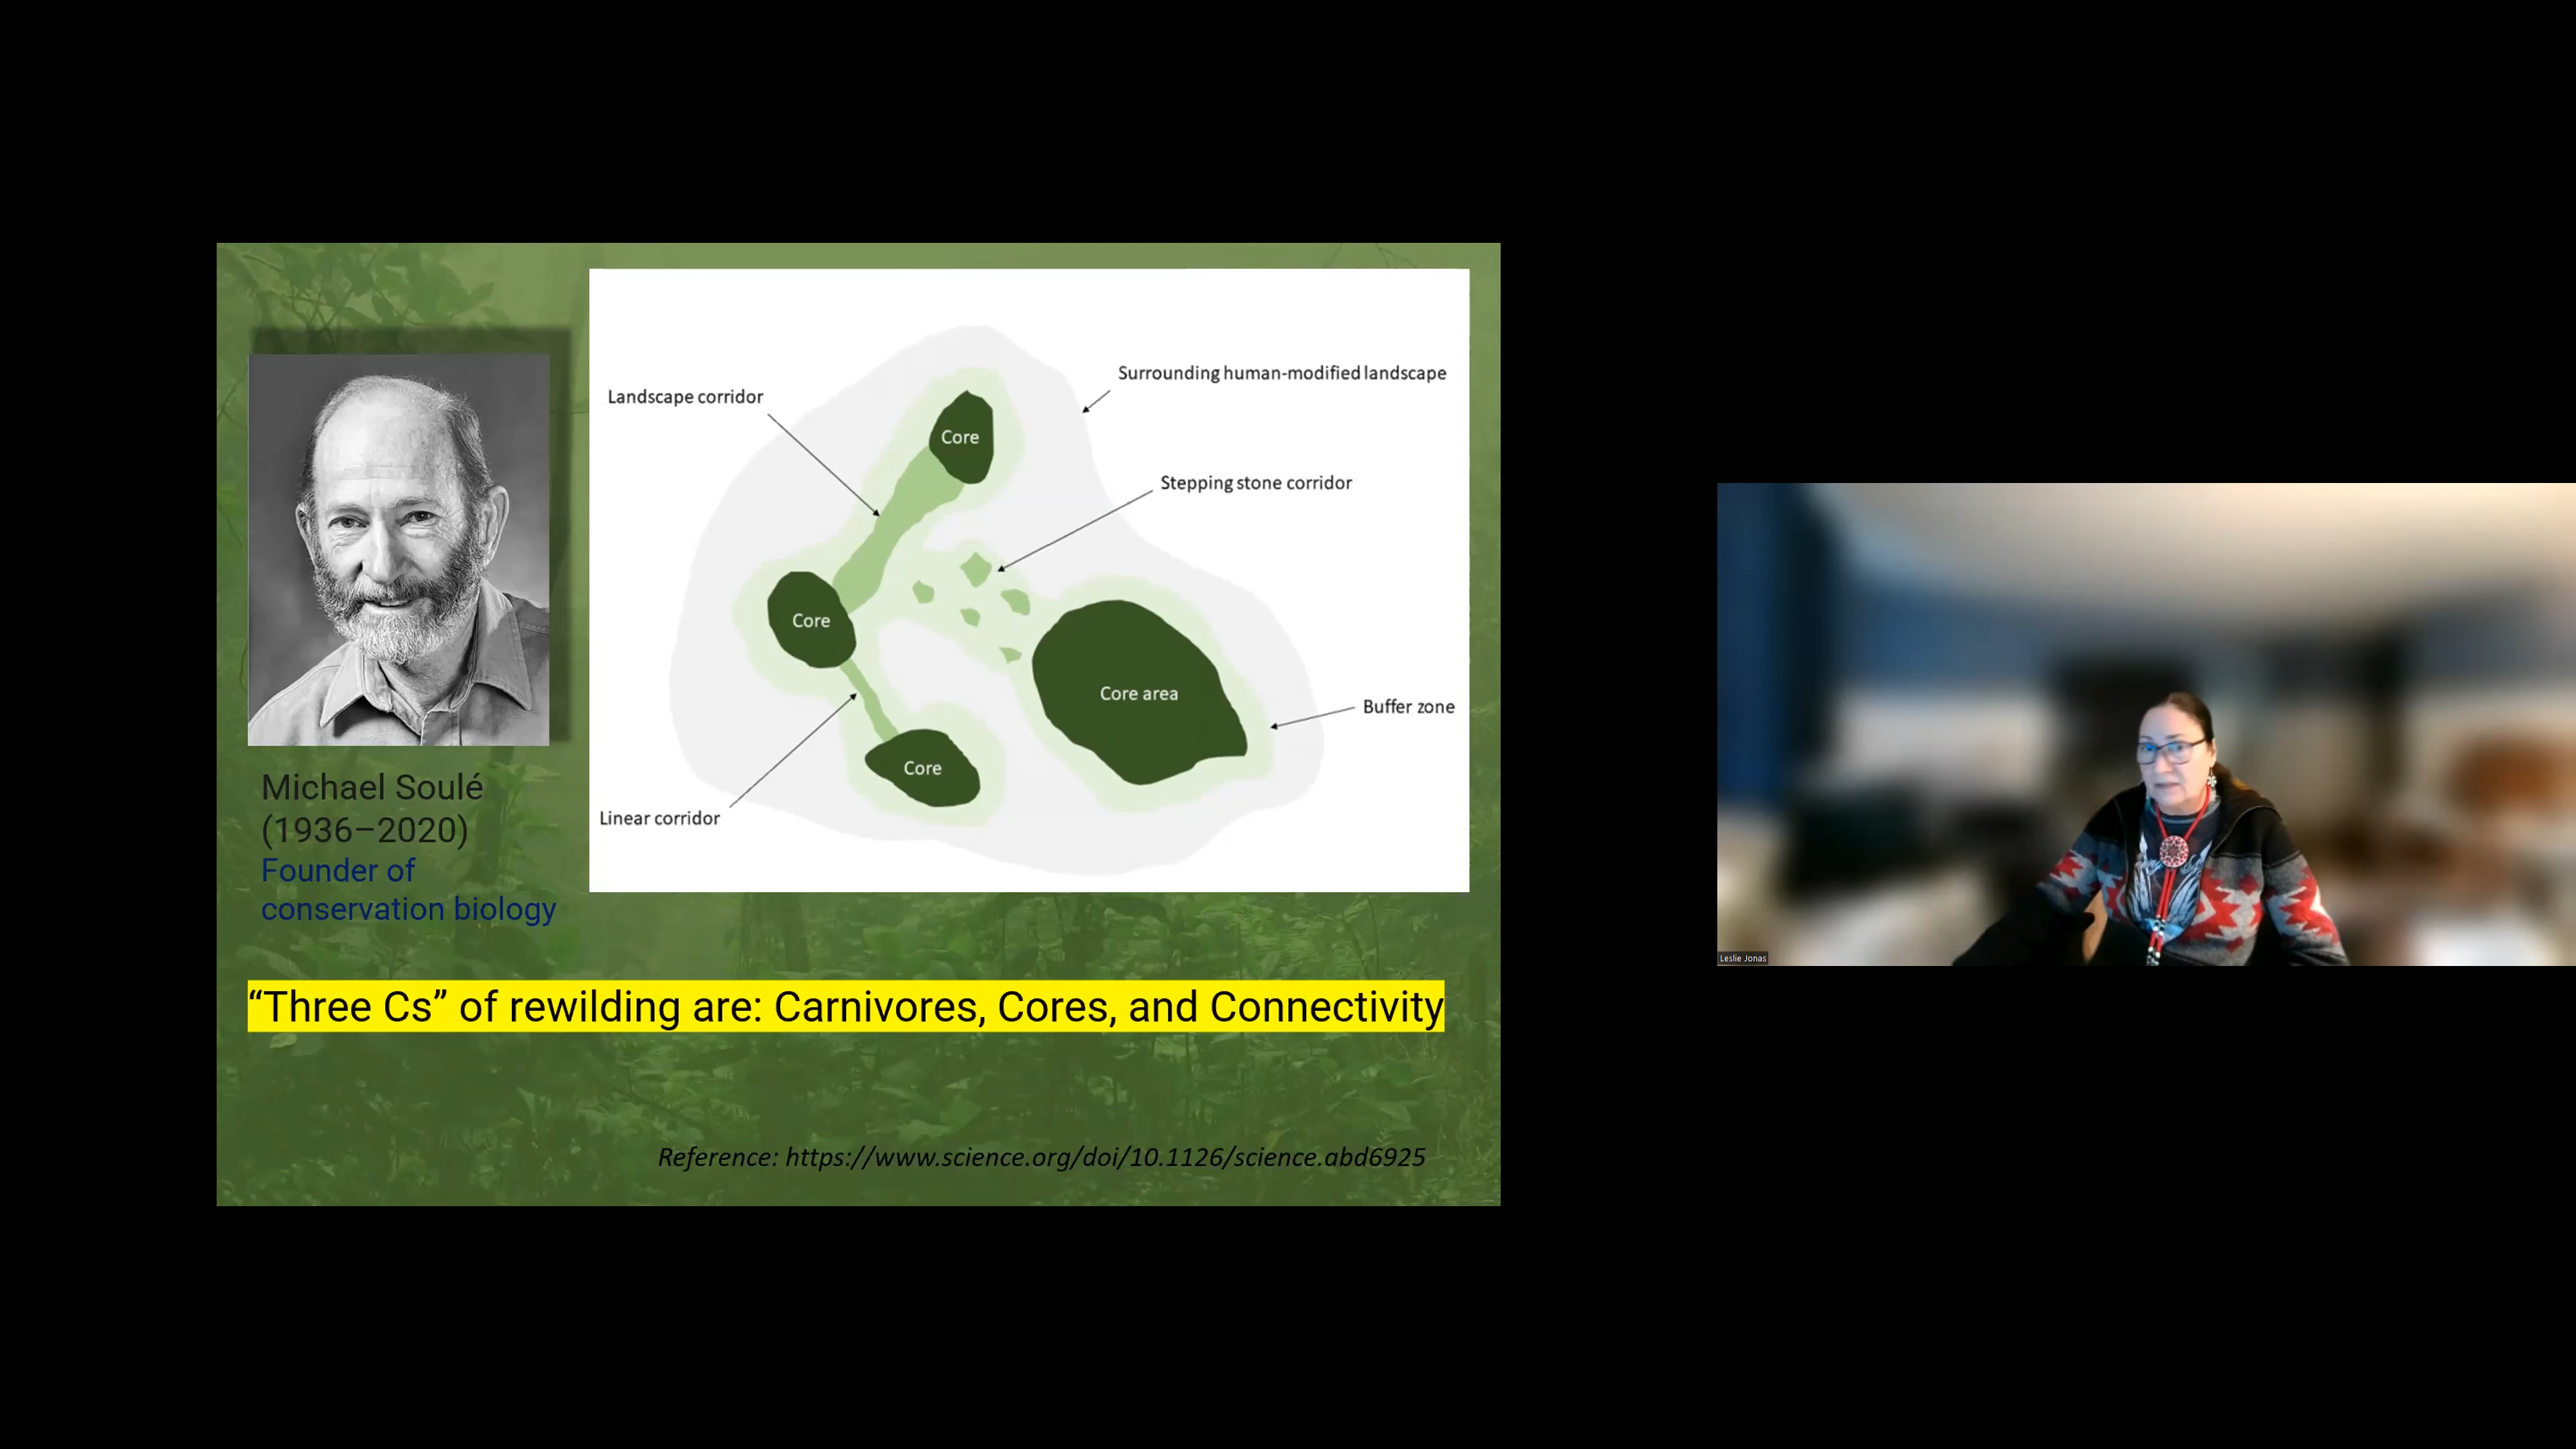 Landscape corridor
Surrounding human-modified landscape
Core
Stepping stone corridor
Core
Core area
Buffer zone
Core
Linear corridor
Michael Soulé
(1936–2020)
Founder of
conservation biology
“Three Cs” of rewilding are: Carnivores, Cores, and Connectivity
Reference: https://www.science.org/doi/10.1126/science.abd6925
Leslie Jonas